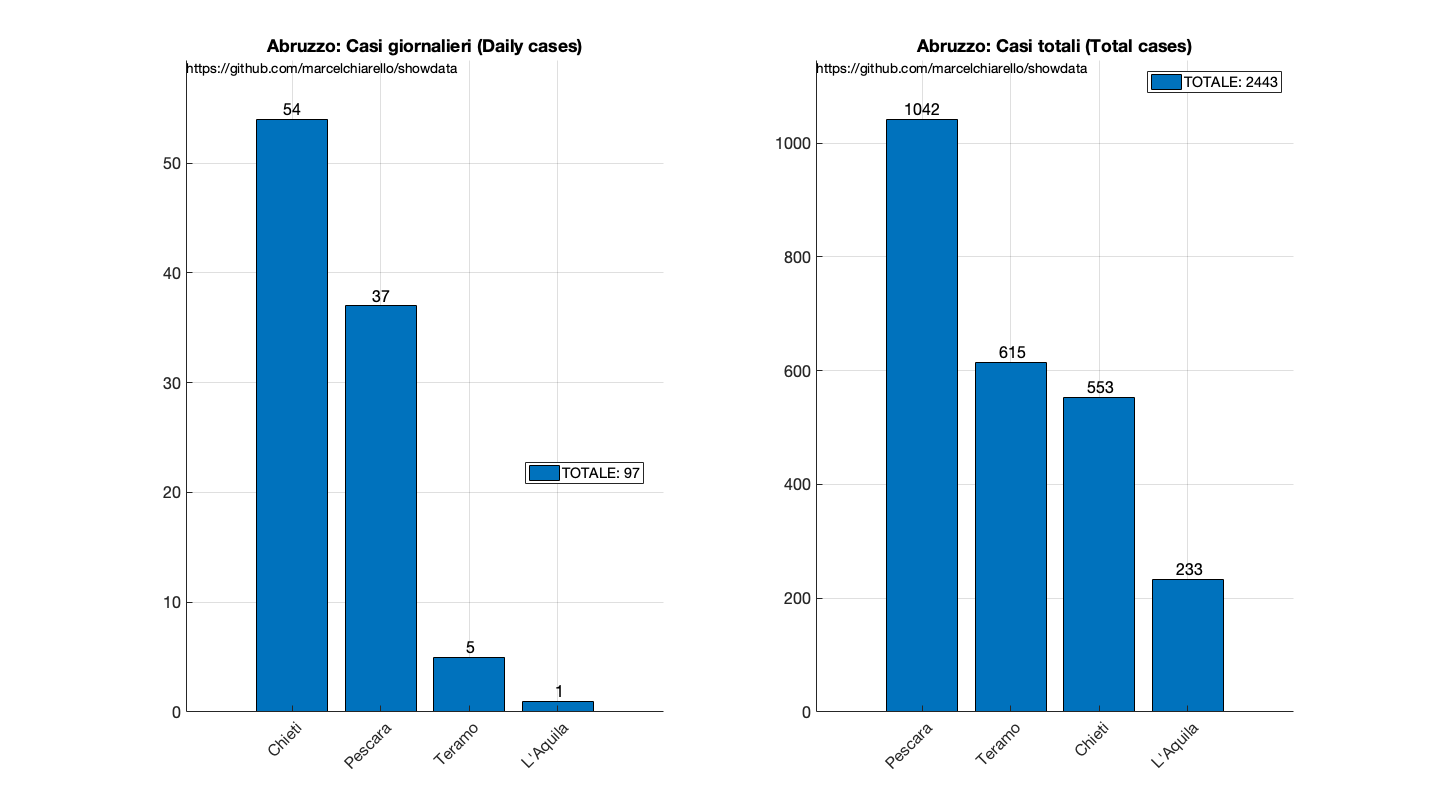 Abruzzo: Casi giornalieri (Daily cases)
https://github.com/marcelchiarello/showdata
54
50
37
40
30
TOTALE: 97
20
10
5
1
0
Chieti
Pescara
Teramo
L'Aquila
Abruzzo: Casi totali (Total cases)
https://github.com/marcelchiarello/showdata
TOTALE: 2443
1042
1000
800
615
600
553
400
233
200
0
Pescara
Teramo
Chieti
L'Aquila